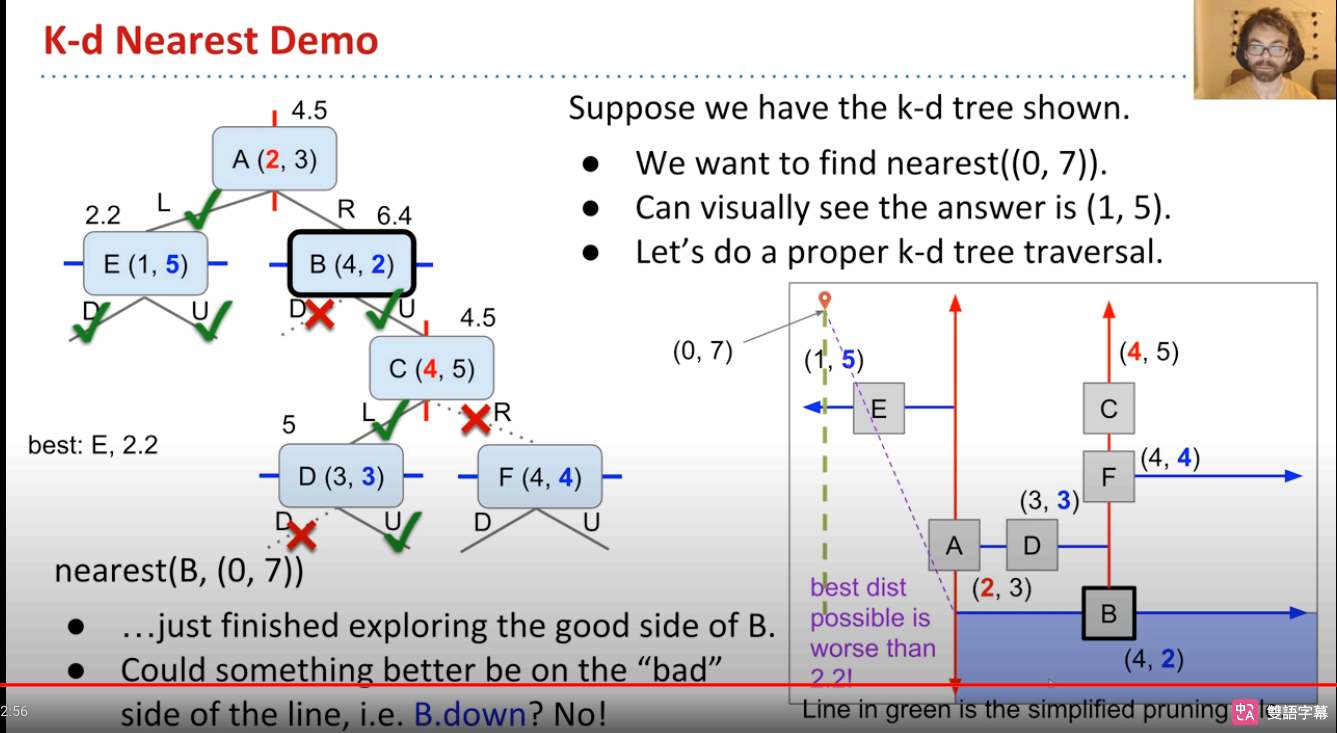 K-d Nearest Demo
4.5
A (2, 3)
L
R
2.2
6.4
E (1, 5)
B (4, 2)
D
U
D
U
4.5
C (4, 5)
L
R
5
best: E, 2.2
D (3, 3)
F (4, 4)
D
U
D
U
nearest(B, (0, 7))
● …just finished exploring the good side of B.
● Could something better be on the “bad”
side of the line, i.e. B.down? No!
Suppose we have the k-d tree shown.
● We want to find nearest((0, 7)).
● Can visually see the answer is (1, 5).
● Let’s do a proper k-d tree traversal.
(0, 7)
(1, 5)
(4, 5)
E
C
(4, 4)
F
(3, 3)
A
D
(2, 3)
B
(4, 2)
best dist
possible is
worse than
2.2!
Line in green is the simplified pruning
2:56
雙語字幕